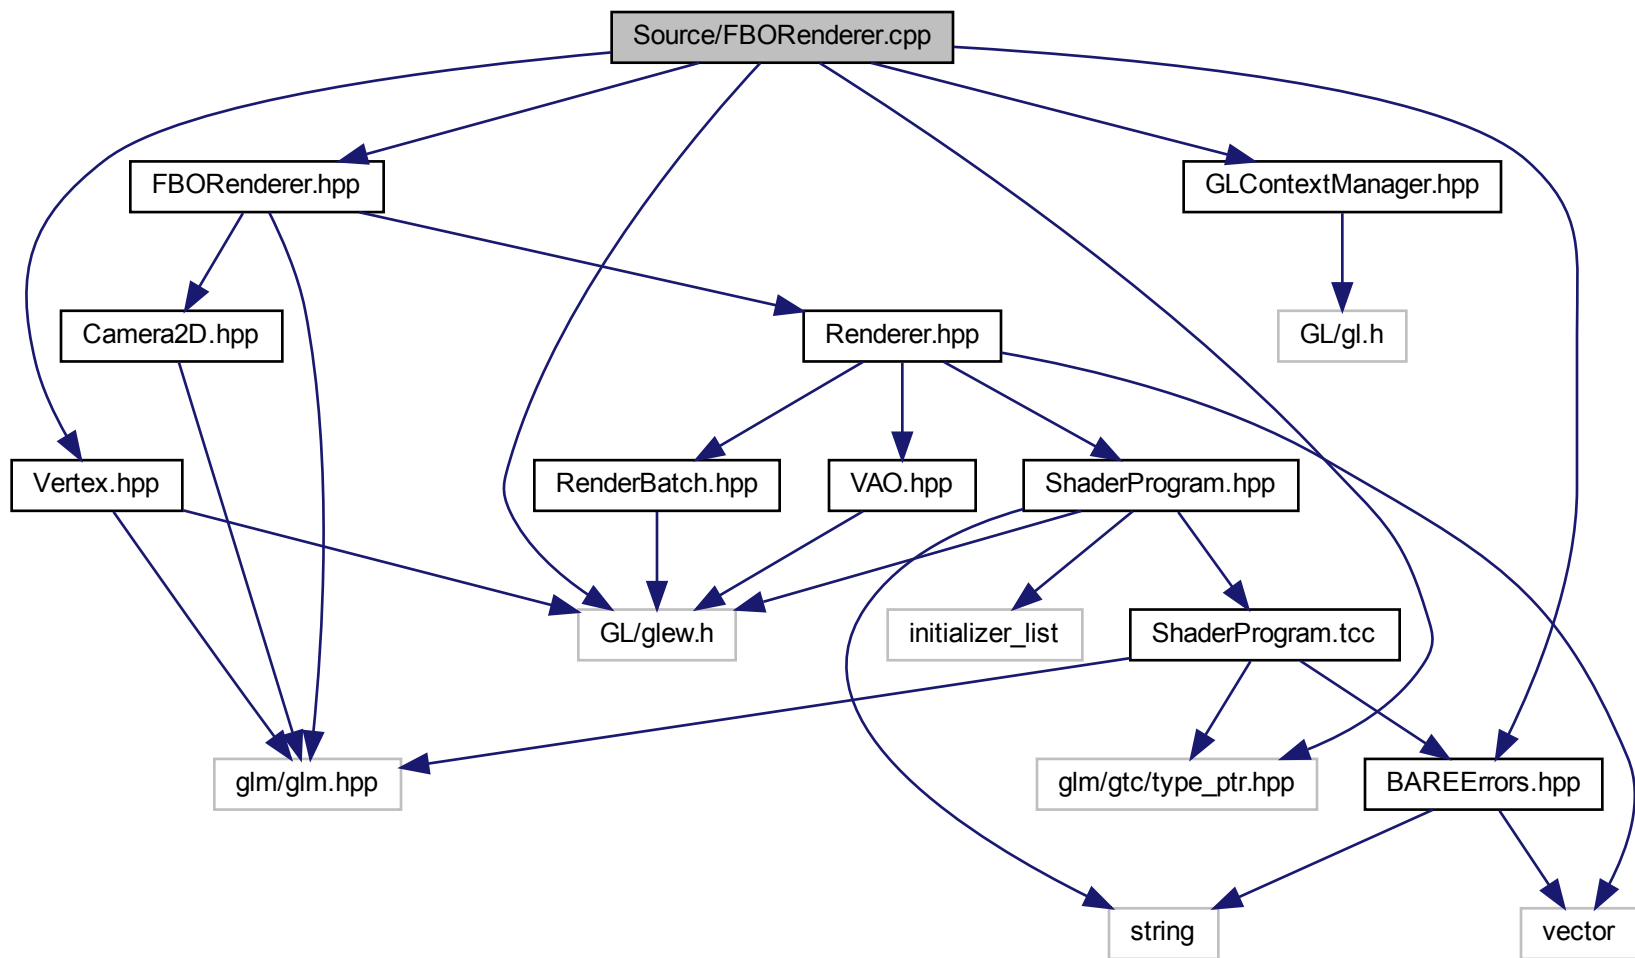 Source/FBORenderer.cpp
FBORenderer.hpp
GLContextManager.hpp
Camera2D.hpp
Renderer.hpp
GL/gl.h
Vertex.hpp
RenderBatch.hpp
VAO.hpp
ShaderProgram.hpp
GL/glew.h
initializer_list
ShaderProgram.tcc
glm/glm.hpp
glm/gtc/type_ptr.hpp
BAREErrors.hpp
string
vector